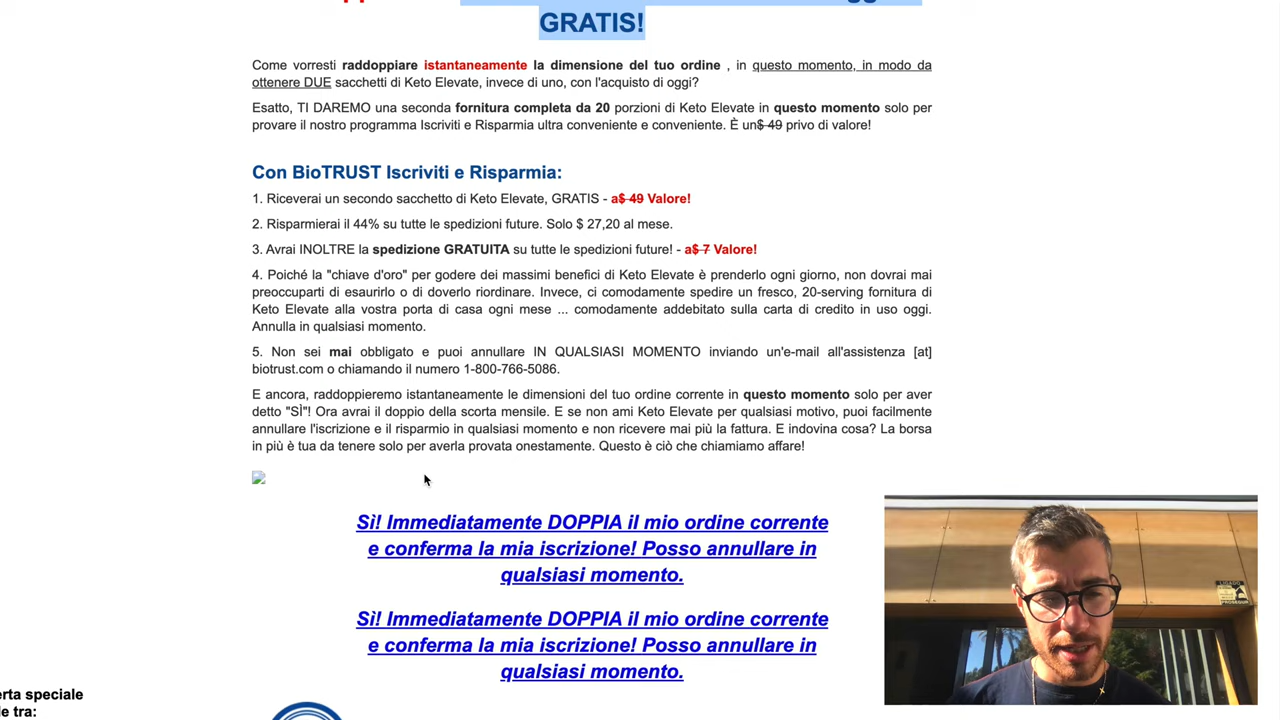 GRATIS!
Come vorresti raddoppiare istantaneamente la dimensione del tuo ordine , in questo momento, in modo da
ottenere DUE sacchetti di Keto Elevate, invece di uno, con l'acquisto di oggi?
Esatto, TI DAREMO una seconda fornitura completa da 20 porzioni di Keto Elevate in questo momento solo per
provare il nostro programma Iscriviti e Risparmia ultra conveniente e conveniente. È un$ 49 privo di valore!
Con BioTRUST Iscriviti e Risparmia:
1. Riceverai un secondo sacchetto di Keto Elevate, GRATIS - a$ 49 Valore!
2. Risparmierai il 44% su tutte le spedizioni future. Solo $ 27,20 al mese.
3. Avrai INOLTRE la spedizione GRATUITA su tutte le spedizioni future! - a$ 7 Valore!
4. Poiché la "chiave d'oro" per godere dei massimi benefici di Keto Elevate è prenderlo ogni giorno, non dovrai mai
preoccuparti di esaurirlo o di doverlo riordinare. Invece, ci comodamente spedire un fresco, 20-serving fornitura di
Keto Elevate alla vostra porta di casa ogni mese ... comodamente addebitato sulla carta di credito in uso oggi.
Annulla in qualsiasi momento.
5. Non sei mai obbligato e puoi annullare IN QUALSIASI MOMENTO inviando un'e-mail all'assistenza [at]
biotrust.com o chiamando il numero 1-800-766-5086.
E ancora, raddoppieremo istantaneamente le dimensioni del tuo ordine corrente in questo momento solo per aver
detto "SÌ"! Ora avrai il doppio della scorta mensile. E se non ami Keto Elevate per qualsiasi motivo, puoi facilmente
annullare l'iscrizione e il risparmio in qualsiasi momento e non ricevere mai più la fattura. E indovina cosa? La borsa
in più è tua da tenere solo per averla provata onestamente. Questo è ciò che chiamiamo affare!
Sì! Immediatamente DOPPIA il mio ordine corrente
e conferma la mia iscrizione! Posso annullare in
qualsiasi momento.
Sì! Immediatamente DOPPIA il mio ordine corrente
e conferma la mia iscrizione! Posso annullare in
qualsiasi momento.
erta speciale
le tra: